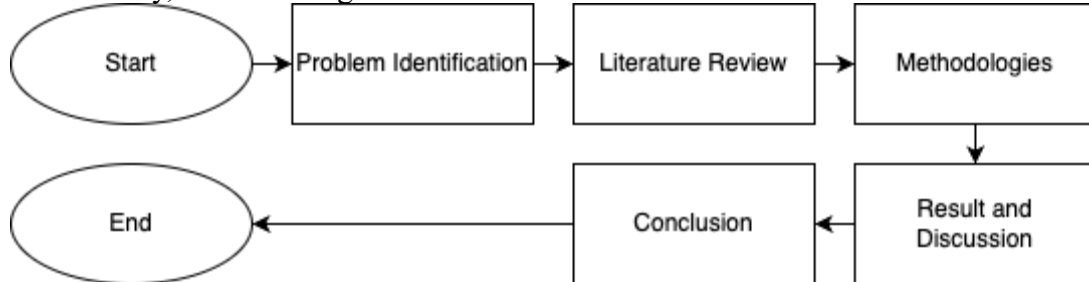 Start
Problem Identification
Literature Review
Methodologies
Result and
Discussion
Conclusion
End